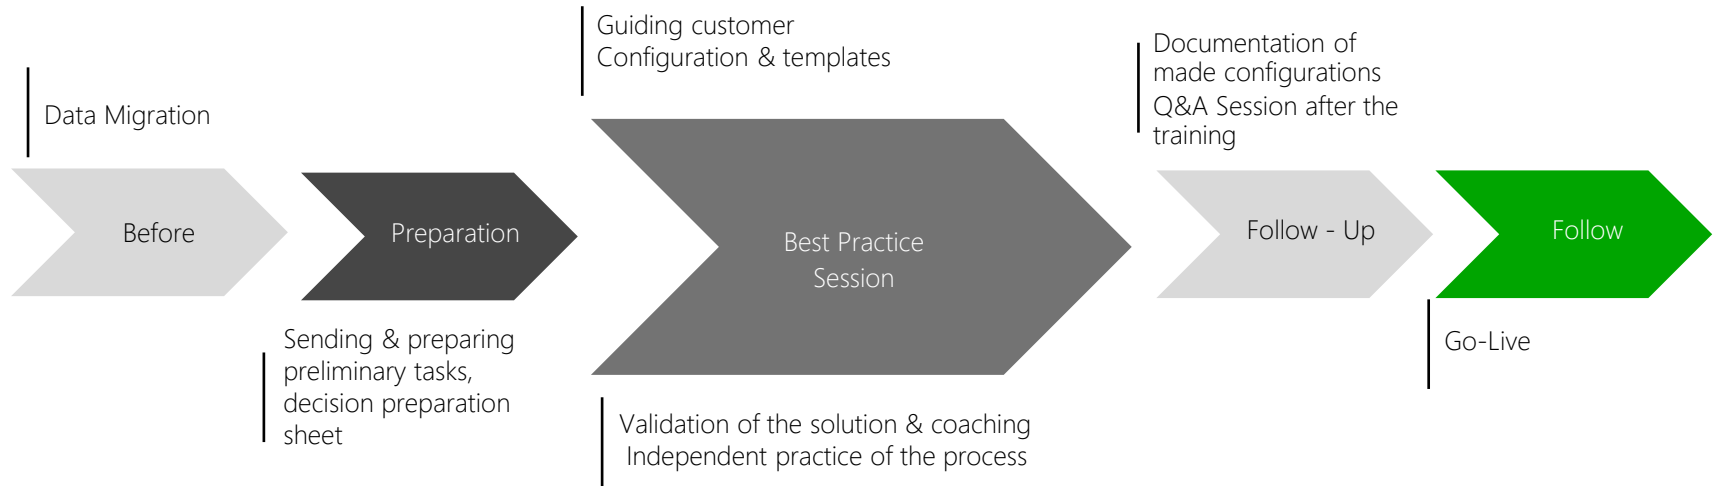 Guiding customer
Configuration & templates
Documentation of
made configurations
Q&A Session after the
training
Data Migration
Before
Preparation
Best Practice
Session
Follow - Up
Follow
Sending & preparing
preliminary tasks,
decision preparation
sheet
Go-Live
Validation of the solution & coaching
Independent practice of the process